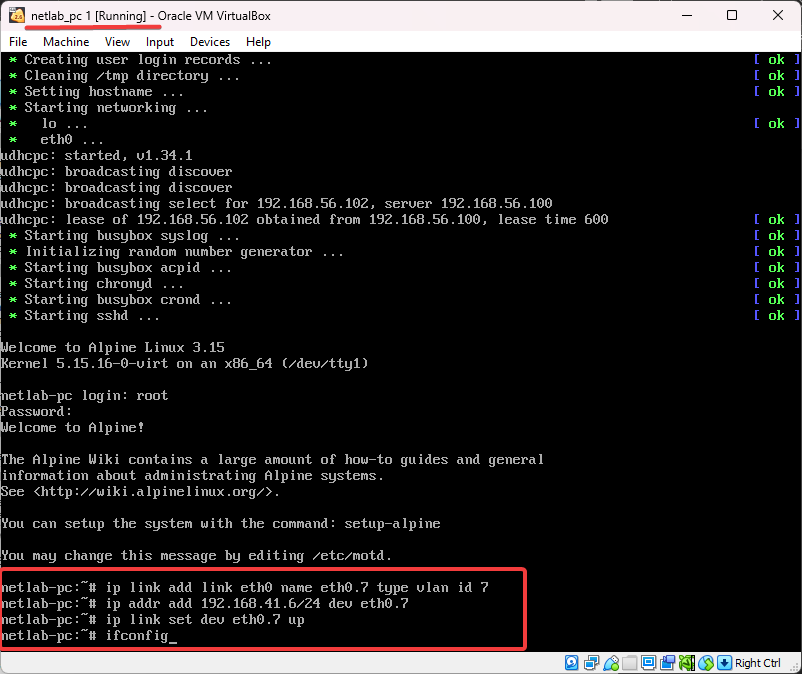 netlab_pc 1 [Running] - Oracle VM VirtualBox
File Machine View Input Devices Help
* Creating user login records ... [ ok ]
* Cleaning /tmp directory ... [ ok ]
* Setting hostname ... [ ok ]
* Starting networking ...
*   lo ... [ ok ]
*   eth0 ...
udhcpc: started, v1.34.1
udhcpc: broadcasting discover
udhcpc: broadcasting discover
udhcpc: broadcasting select for 192.168.56.102, server 192.168.56.100
udhcpc: lease of 192.168.56.102 obtained from 192.168.56.100, lease time 600 [ ok ]
* Starting busybox syslog ... [ ok ]
* Initializing random number generator ... [ ok ]
* Starting busybox acpid ... [ ok ]
* Starting chronyd ... [ ok ]
* Starting busybox crond ... [ ok ]
* Starting sshd ... [ ok ]
Welcome to Alpine Linux 3.15
Kernel 5.15.16-0-virt on an x86_64 (/dev/tty1)
netlab-pc login: root
Password:
Welcome to Alpine!
The Alpine Wiki contains a large amount of how-to guides and general
information about administrating Alpine systems.
See <http://wiki.alpinelinux.org/>.
You can setup the system with the command: setup-alpine
You may change this message by editing /etc/motd.
netlab-pc:~# ip link add link eth0 name eth0.7 type vlan id 7
netlab-pc:~# ip addr add 192.168.41.6/24 dev eth0.7
netlab-pc:~# ip link set dev eth0.7 up
netlab-pc:~# ifconfig_
Right Ctrl